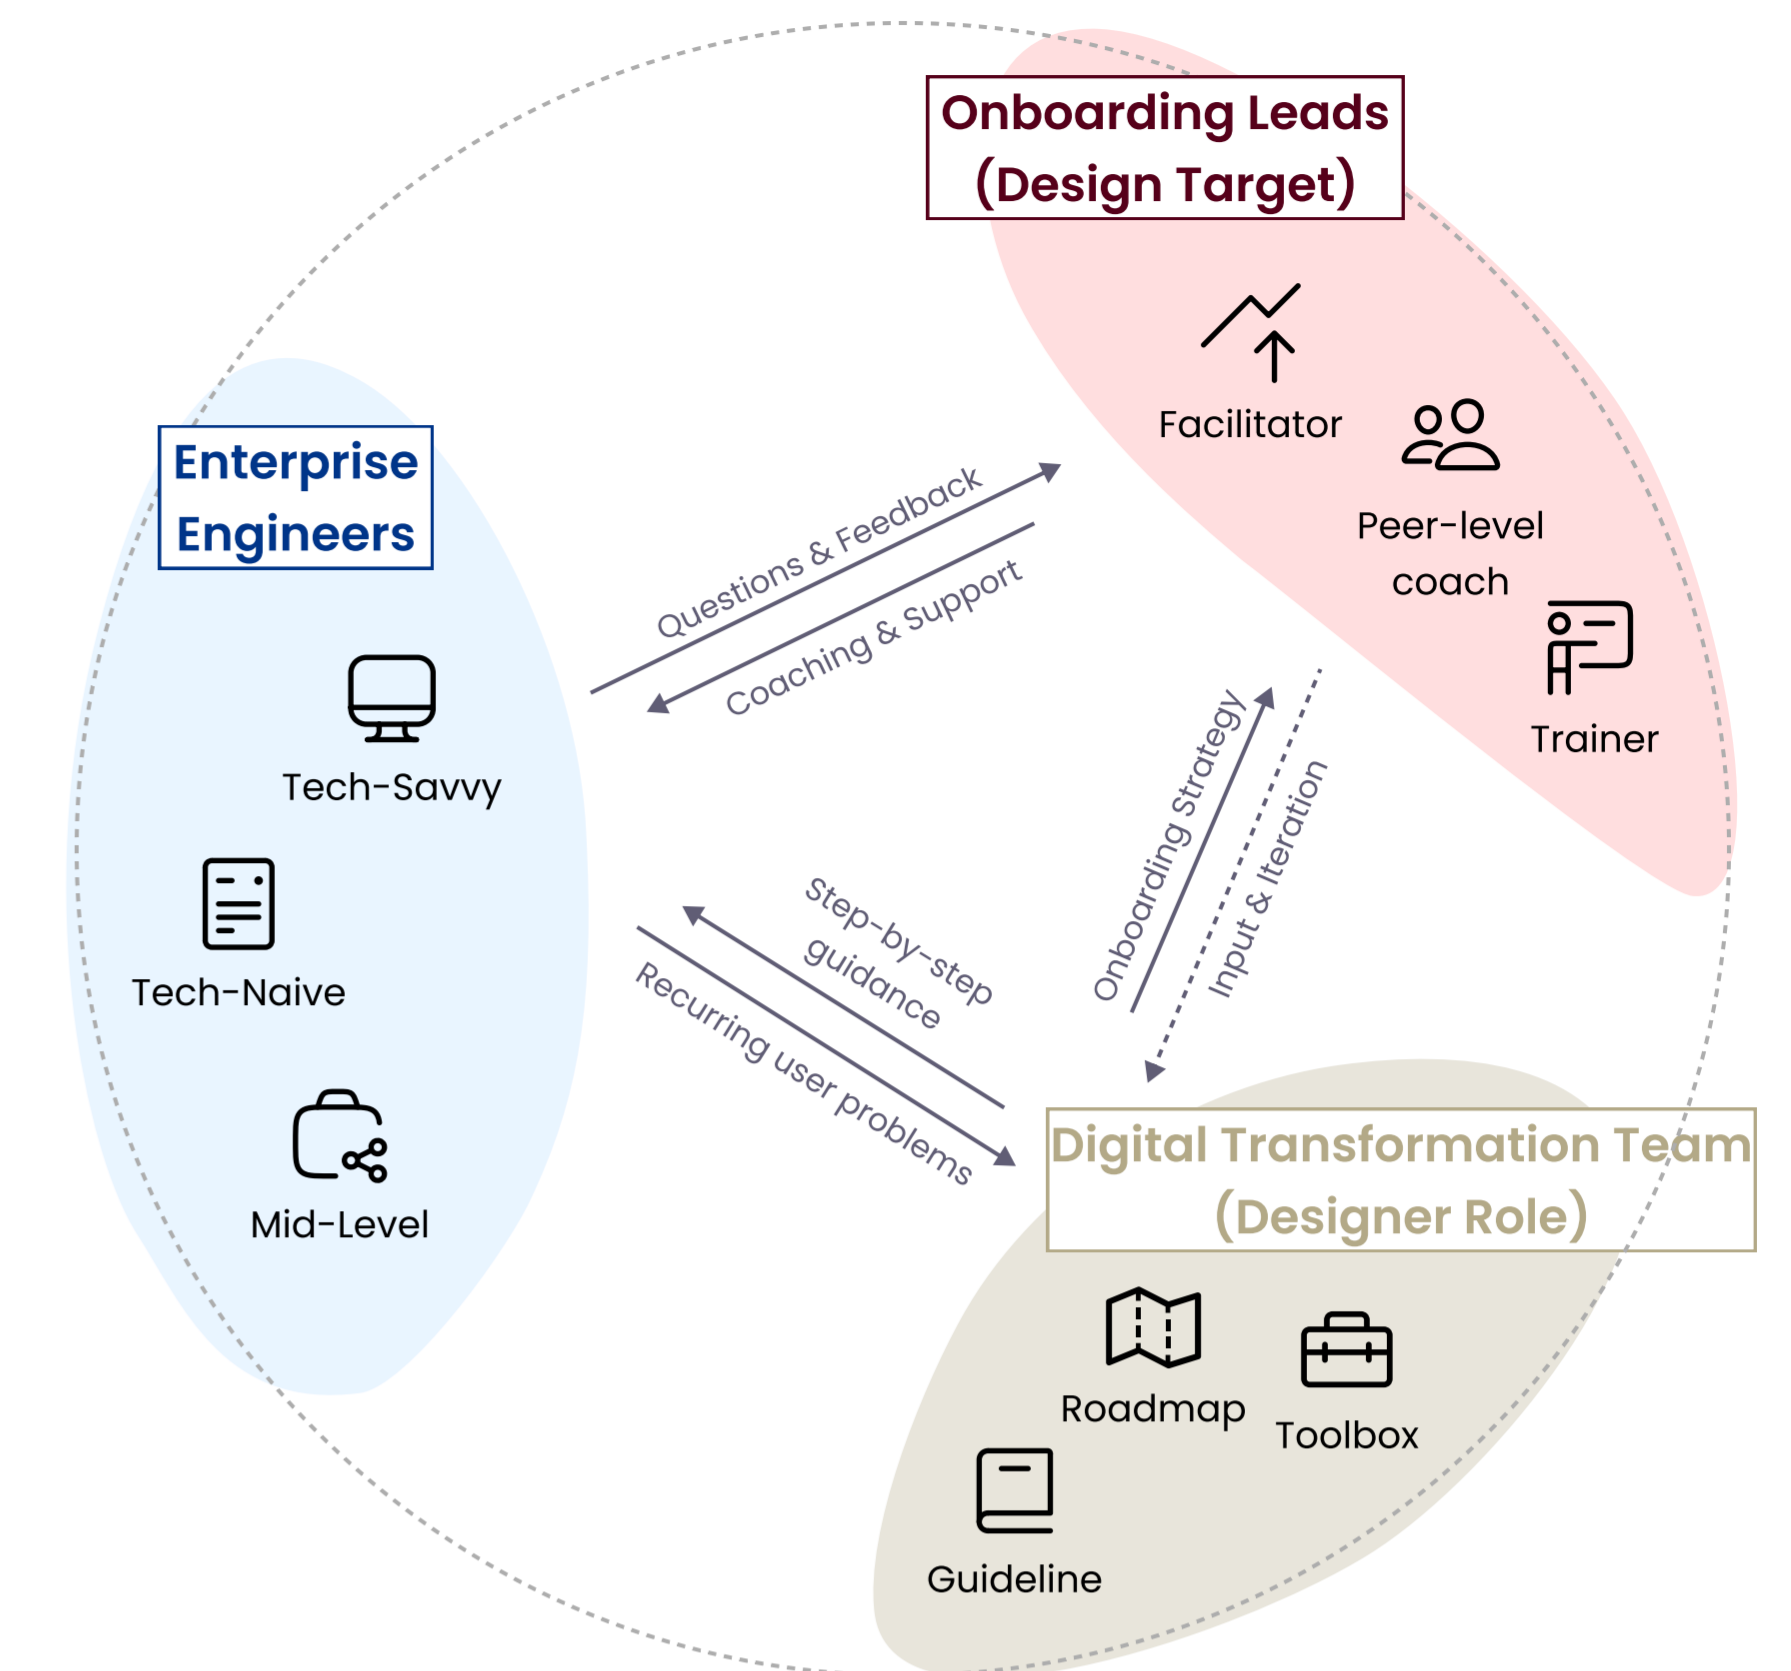 Onboarding Leads
(Design Target)
Facilitator
Peer-level
coach
Trainer
Enterprise
Engineers
Tech-Savvy
Tech-Naive
Mid-Level
Questions & Feedback
Coaching & Support
Onboarding Strategy
Input & Iteration
Step-by-step
guidance
Recurring user problems
Digital Transformation Team
(Designer Role)
Roadmap
Toolbox
Guideline